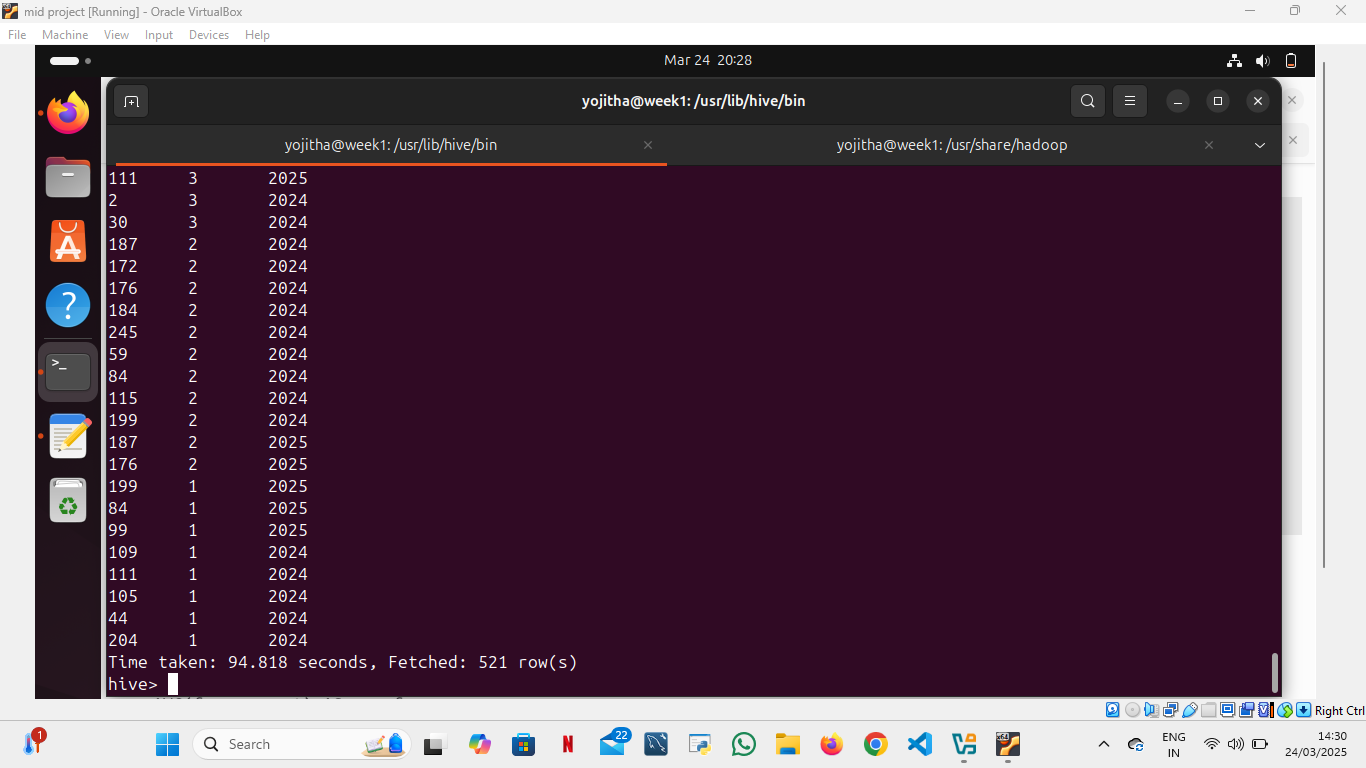 mid project [Running] - Oracle VirtualBox
File Machine View Input Devices Help
Mar 24 20:28
yojitha@week1: /usr/lib/hive/bin
yojitha@week1: /usr/lib/hive/bin
yojitha@week1: /usr/share/hadoop
111 3 2025
2 3 2024
30 3 2024
187 2 2024
172 2 2024
176 2 2024
184 2 2024
245 2 2024
59 2 2024
84 2 2024
115 2 2024
199 2 2024
187 2 2025
176 2 2025
199 1 2025
84 1 2025
99 1 2025
109 1 2024
111 1 2024
105 1 2024
44 1 2024
204 1 2024
Time taken: 94.818 seconds, Fetched: 521 row(s)
hive>
Right Ctrl
1
Search
22
ENG
IN
14:30
24/03/2025